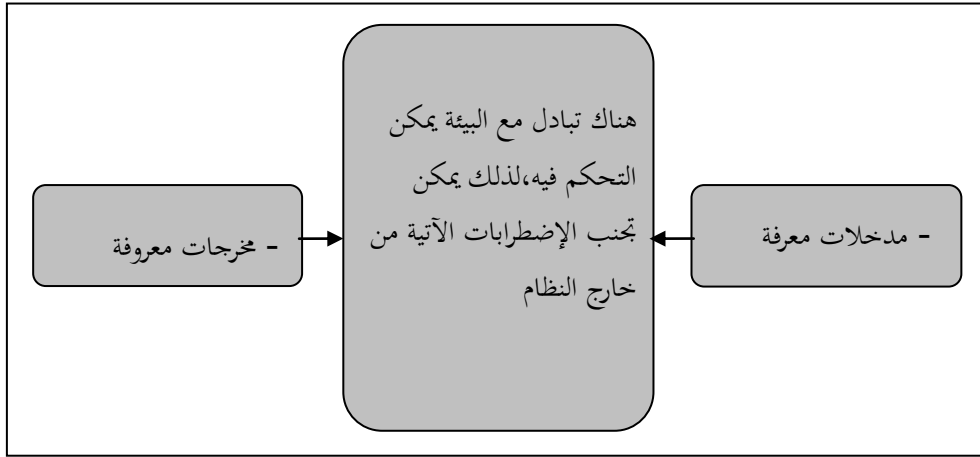 - مدخلات معرفة
هناك تبادل مع البيئة يمكن
التحكم فيه،لذلك يمكن
تجنب الإضطرابات الآتية من
خارج النظام
- مخرجات معروفة